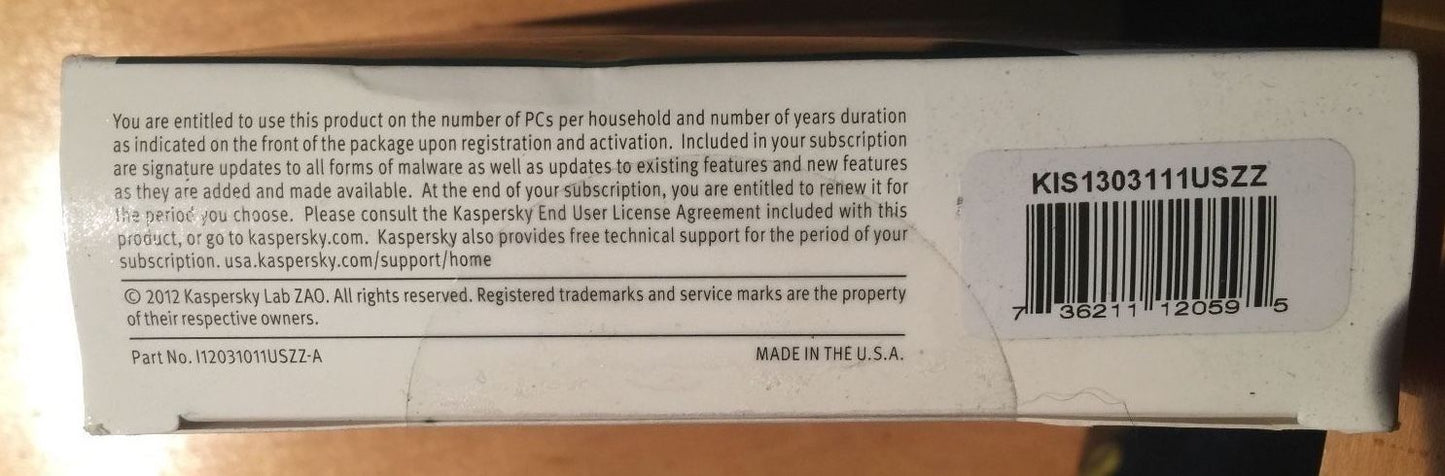 You are entitled to use this product on the number of PCs per household and number of years duration
as indicated on the front of the package upon registration and activation. Included in your subscription
are signature updates to all forms of malware as well as updates to existing features and new features
as they are added and made available. At the end of your subscription, you are entitled to renew it for
the period you choose. Please consult the Kaspersky End User License Agreement included with this
product, or go to kaspersky.com. Kaspersky also provides free technical support for the period of your
subscription. usa.kaspersky.com/support/home
© 2012 Kaspersky Lab ZAO. All rights reserved. Registered trademarks and service marks are the property
of their respective owners.
Part No. I12031011USZZ-A
MADE IN THE U.S.A.
KIS1303111USZZ
7 36211 12059 5